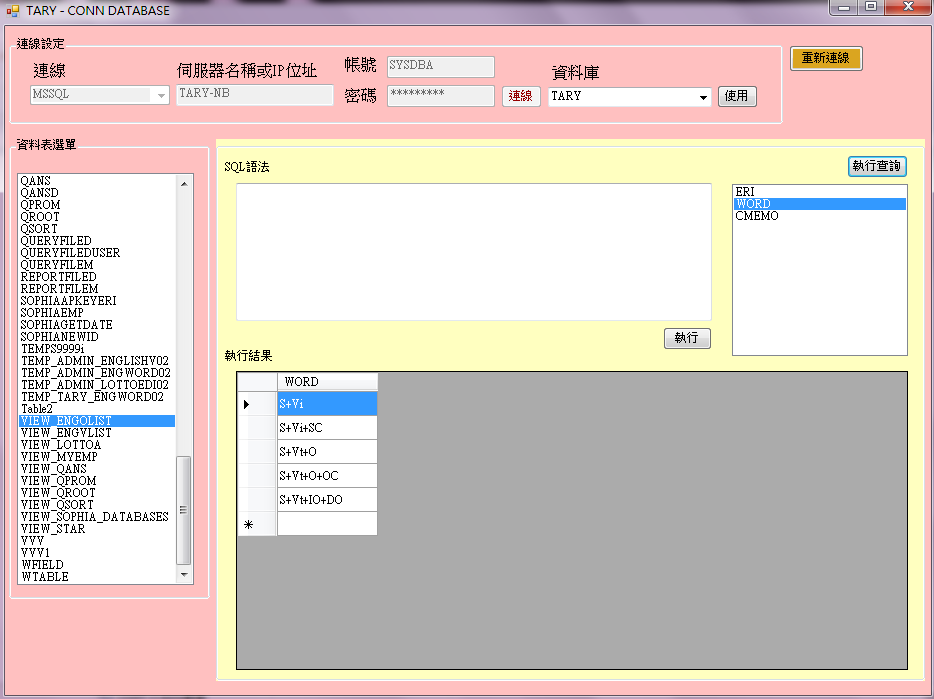 TARY - CONN DATABASE
連線設定
連線
伺服器名稱或IP位址
帳號
SYSDBA
資料庫
重新連線
MSSQL
TARY-NB
密碼
*********
連線
TARY
使用
資料表選單
QANS
QANSD
QPROM
QROOT
QSORT
QUERYFILED
QUERYFILEDUSER
QUERYFILEM
REPORTFILED
REPORTFILEM
SOPHIAAPKEYERI
SOPHIAEMP
SOPHIAGETDATE
SOPHIANEWID
TEMPS9999i
TEMP_ADMIN_ENGLISHV02
TEMP_ADMIN_ENGWORD02
TEMP_ADMIN_LOTTOEDI02
TEMP_TARY_ENGWORD02
Table2
VIEW_ENGOLIST
VIEW_ENGVLIST
VIEW_LOTTOA
VIEW_MYEMP
VIEW_QANS
VIEW_QPROM
VIEW_QROOT
VIEW_QSORT
VIEW_SOPHIA_DATABASES
VIEW_STAR
VVV
VVV1
WFIELD
WTABLE
SQL語法
執行查詢
ERI
WORD
CMEMO
執行
執行結果
WORD
S+Vi
S+Vi+SC
S+Vt+O
S+Vt+O+OC
S+Vt+IO+DO